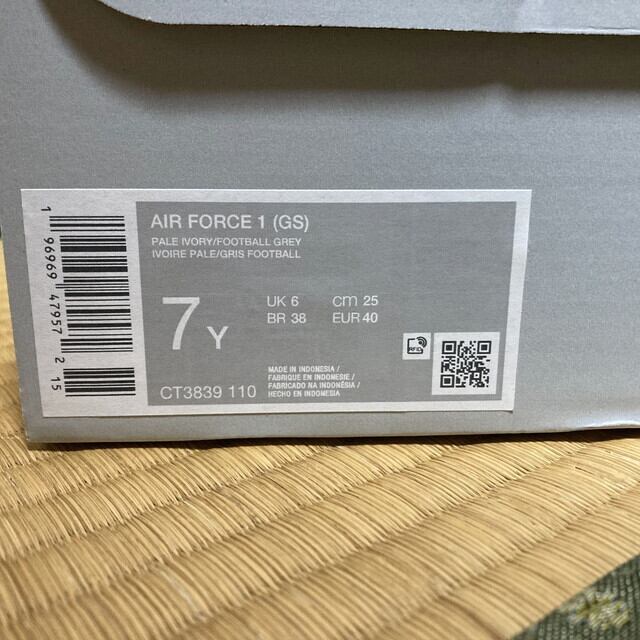 AIR FORCE 1 (GS)
PALE IVORY/FOOTBALL GREY
IVOIRE PALE/GRIS FOOTBALL
7 Y
UK 6 cm 25
BR 38 EUR 40
RFID
MADE IN INDONESIA /
FABRIQUE EN INDONESIE /
FABRICADO NA INDONÉSIA /
HECHO EN INDONESIA
CT3839 110
1 96969 47957 2 15